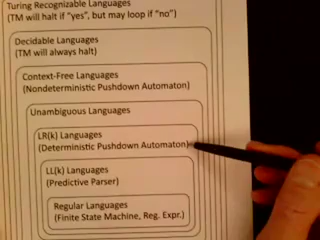 Turing Recognizable Languages
(TM will halt if "yes", but may loop if "no")
Decidable Languages
(TM will always halt)
Context-Free Languages
(Nondeterministic Pushdown Automaton)
Unambiguous Languages
LR(k) Languages
(Deterministic Pushdown Automaton)
LL(k) Languages
(Predictive Parser)
Regular Languages
(Finite State Machine, Reg. Expr.)